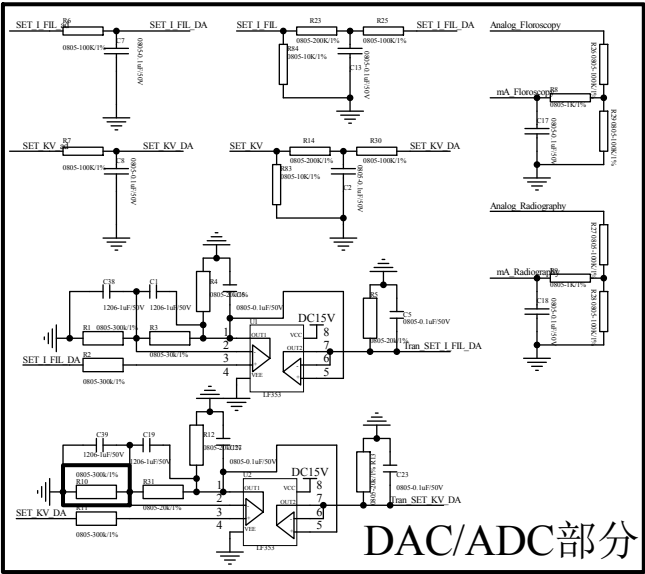 SET_I_FIL_ad
R6
0805-100K/1%
SET_I_FIL_DA
C7
0805-0.1uF/50V
SET_I_FIL
R23
0805-200K/1%
R25
0805-100K/1%
SET_I_FIL_DA
R84
0805-10K/1%
C13
0805-0.1uF/50V
Analog_Floroscopy
R26 0805-100K/1%
mA_Floroscopy
R8
0805-1K/1%
C17
0805-0.1uF/50V
R29 0805-100K/1%
SET_KV_ad
R7
0805-100K/1%
SET_KV_DA
C8
0805-0.1uF/50V
SET_KV
R14
0805-200K/1%
R30
0805-100K/1%
SET_KV_DA
R83
0805-10K/1%
C2
0805-0.1uF/50V
Analog_Radiography
R27 0805-100K/1%
mA_Radiography
0805-1K/1%
C18
0805-0.1uF/50V
R28 0805-100K/1%
C38
1206-1uF/50V
C1
1206-1uF/50V
R4
0805-0.1uF/50V
R5
0805-20k/1%
C5
0805-0.1uF/50V
R1
0805-300k/1%
R3
0805-30k/1%
U1
DC15V
1
2
3
4
OUT1
VEE
VCC
OUT2
8
7
6
5
LF353
SET_I_FIL_DA
R2
0805-300k/1%
Tran_SET_I_FIL_DA
C39
1206-1uF/50V
C19
1206-1uF/50V
R12
0805-0.1uF/50V
R13
0805-20k/1%
C23
0805-0.1uF/50V
0805-300k/1%
R10
R31
0805-20k/1%
U2
DC15V
1
2
3
4
OUT1
VEE
VCC
OUT2
8
7
6
5
LF353
SET_KV_DA
R11
0805-300k/1%
Tran_SET_KV_DA
DAC/ADC部分